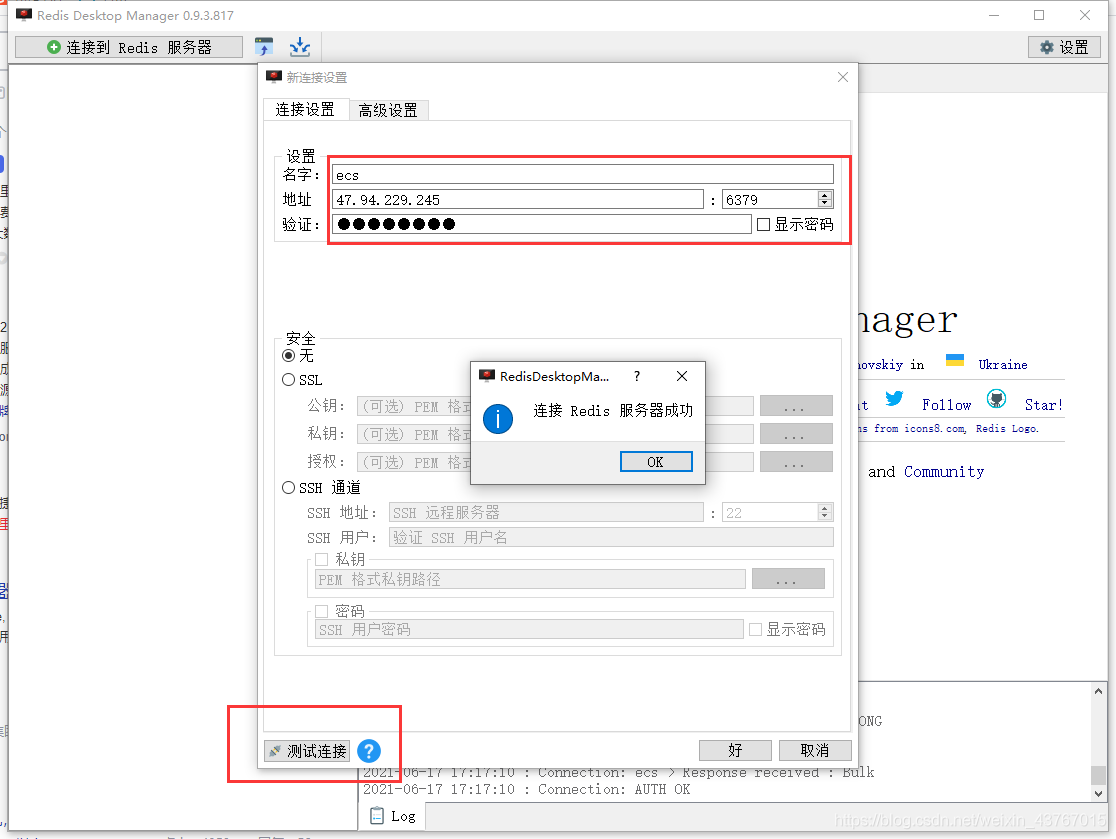 Redis Desktop Manager 0.9.3.817
连接到 Redis 服务器
设置
新连接设置
连接设置
高级设置
设置
名字：
ecs
地址
47.94.229.245
:
6379
验证：
●●●●●●●●
显示密码
安全
无
SSL
公钥：
(可选) PEM 格式
...
私钥：
(可选) PEM 格式
...
授权：
(可选) PEM 格式
...
SSH 通道
SSH 地址：
SSH 远程服务器
:
22
SSH 用户：
验证 SSH 用户名
私钥
PEM 格式私钥路径
...
密码
SSH 用户密码
显示密码
测试连接
?
好
取消
RedisDesktopMa...
?
连接 Redis 服务器成功
OK
nager
in
Ukraine
Follow
Star!
from icons8.com, Redis Logo.
and Community
ONG
2021-06-17 17:17:10 : Connection: ecs > Response received : Bulk
2021-06-17 17:17:10 : Connection: AUTH OK
Log
https://blog.csdn.net/weixin_43767015